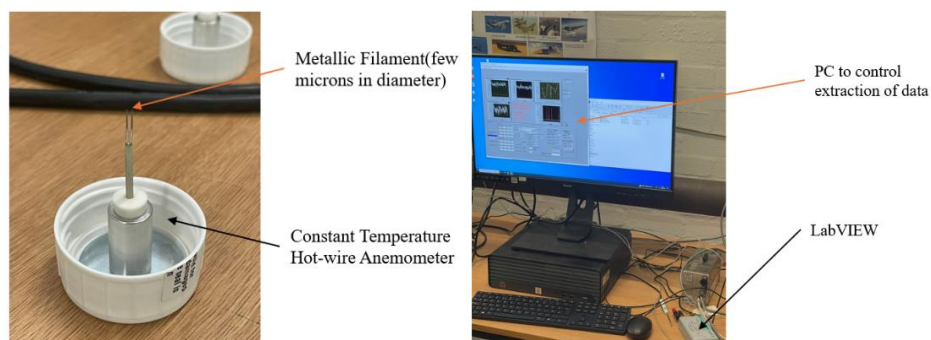 Metallic Filament(few
microns in diameter)
Constant Temperature
Hot-wire Anemometer
PC to control
extraction of data
LabVIEW